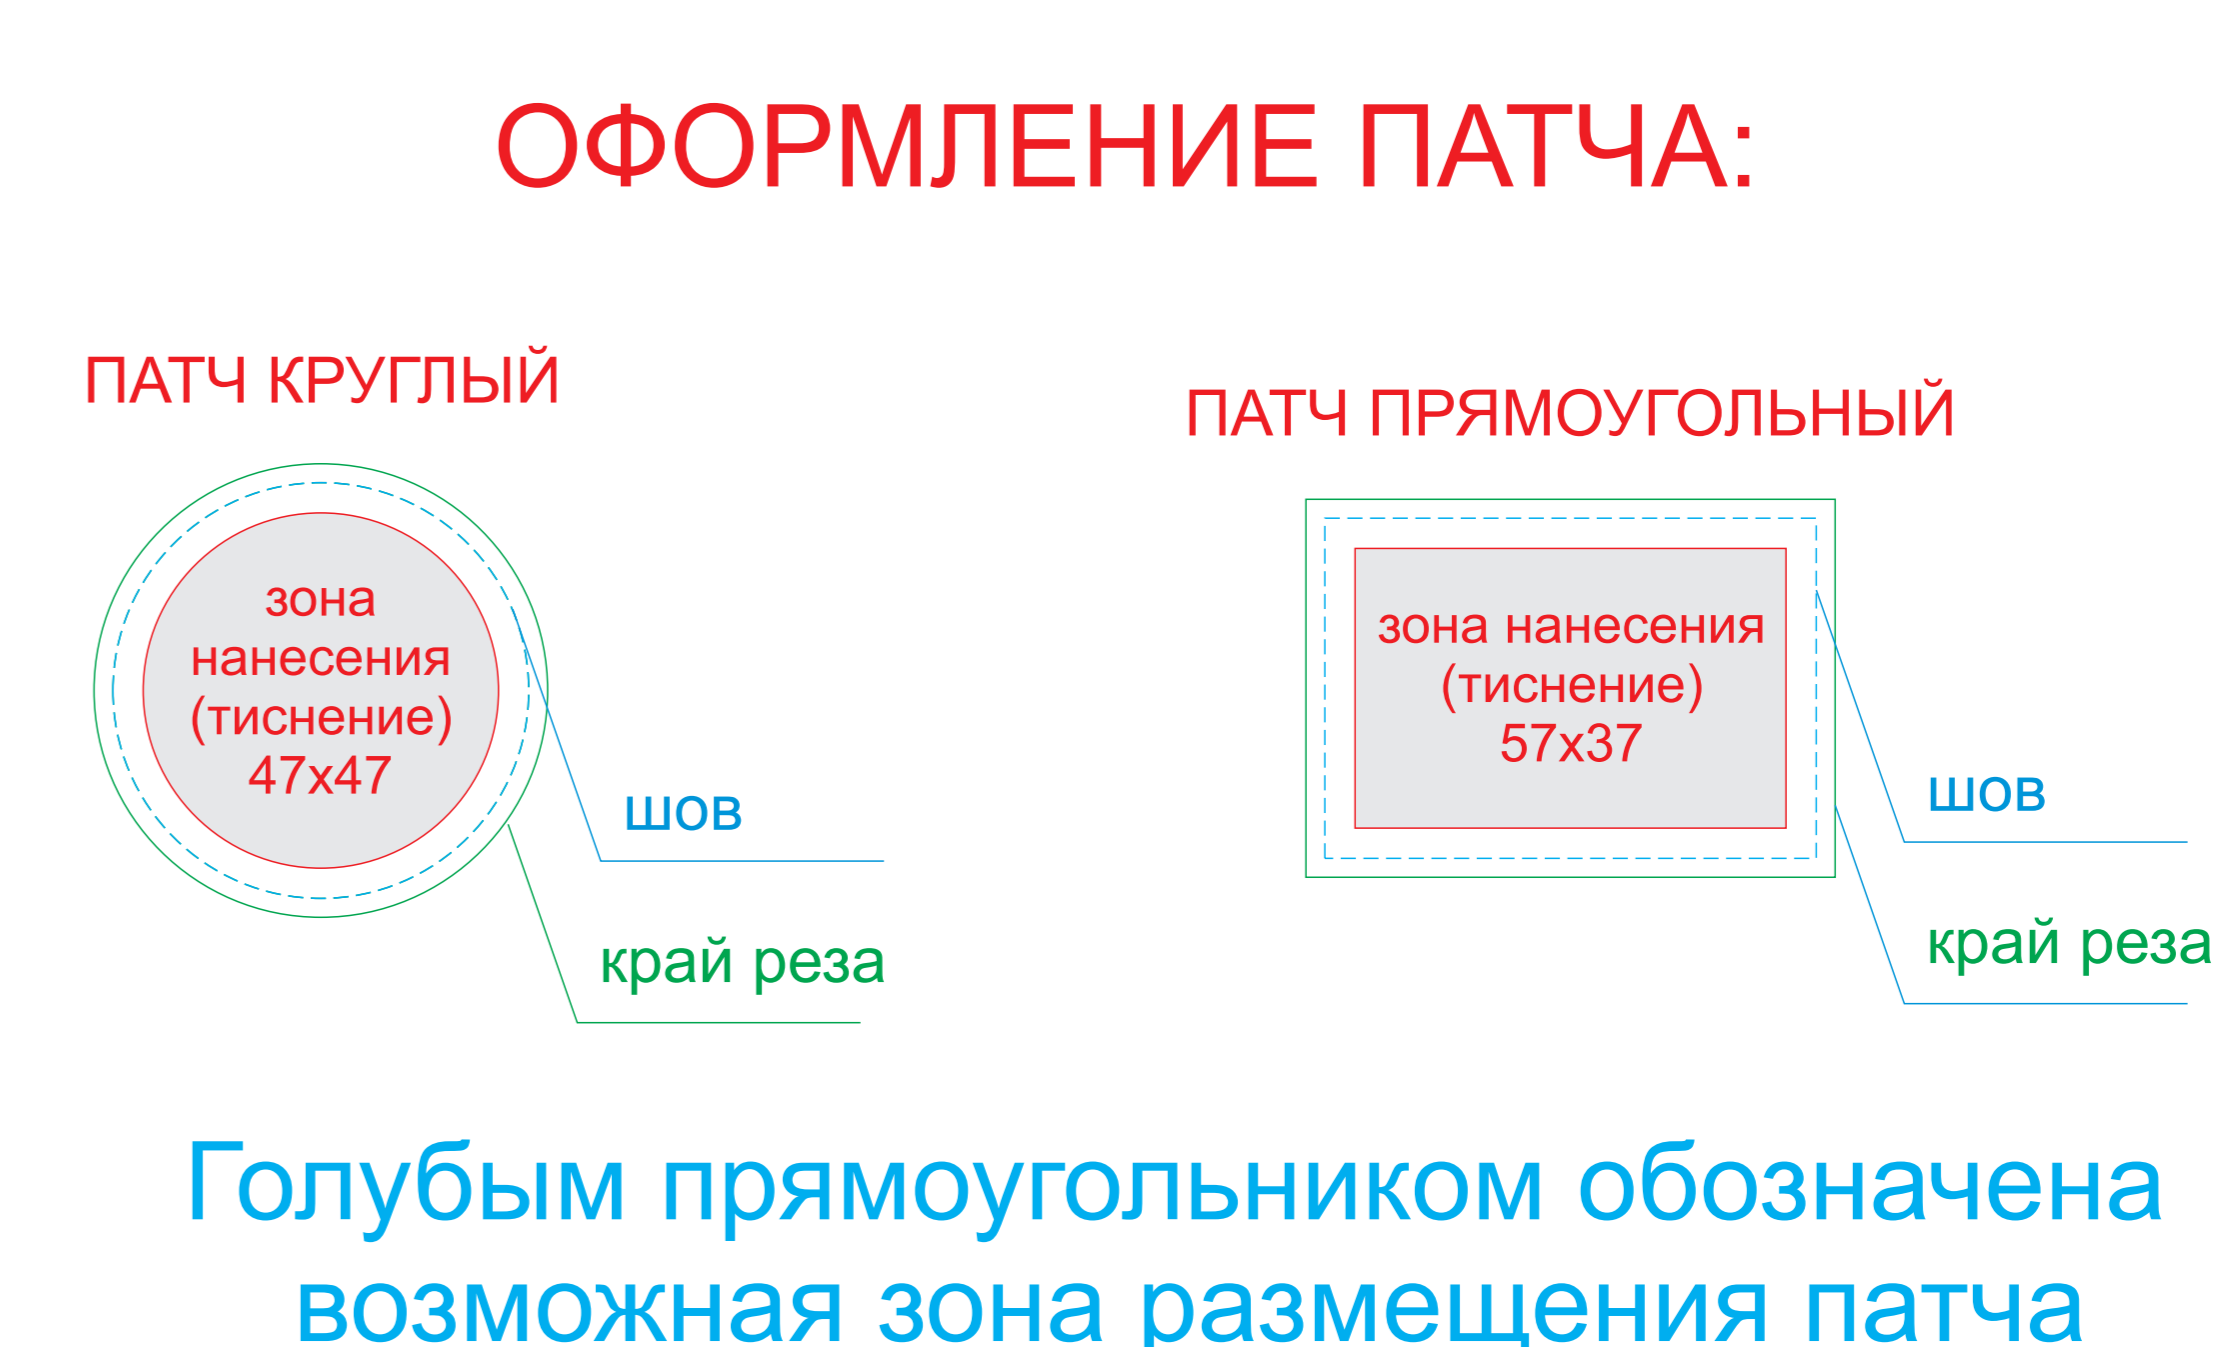 ОФОРМЛЕНИЕ ПАТЧА:
ПАТЧ КРУГЛЫЙ
зона
нанесения
(тиснение)
47х47
шов
край реза
ПАТЧ ПРЯМОУГОЛЬНЫЙ
зона нанесения
(тиснение)
57х37
шов
край реза
Голубым прямоугольником обозначена
возможная зона размещения патча